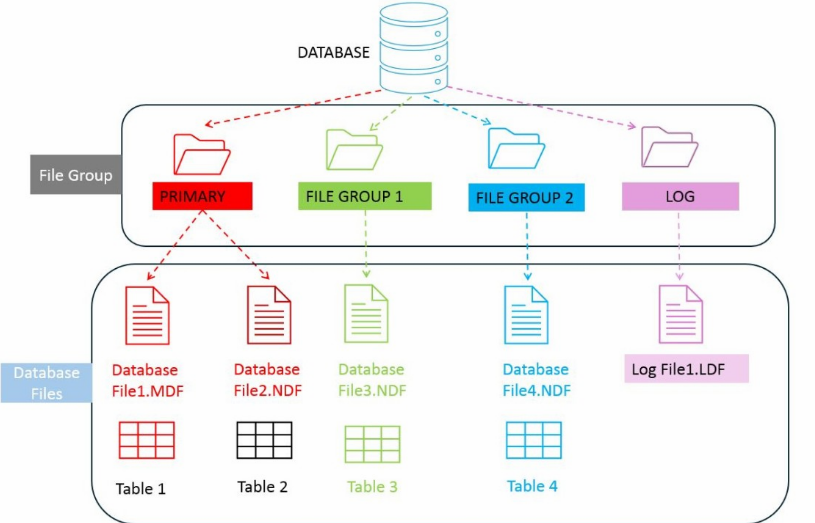 DATABASE
File Group
PRIMARY
FILE GROUP 1
FILE GROUP 2
LOG
Database
Files
Database
File1.MDF
Database
File2.NDF
Database
File3.NDF
Database
File4.NDF
Log File1.LDF
Table 1
Table 2
Table 3
Table 4